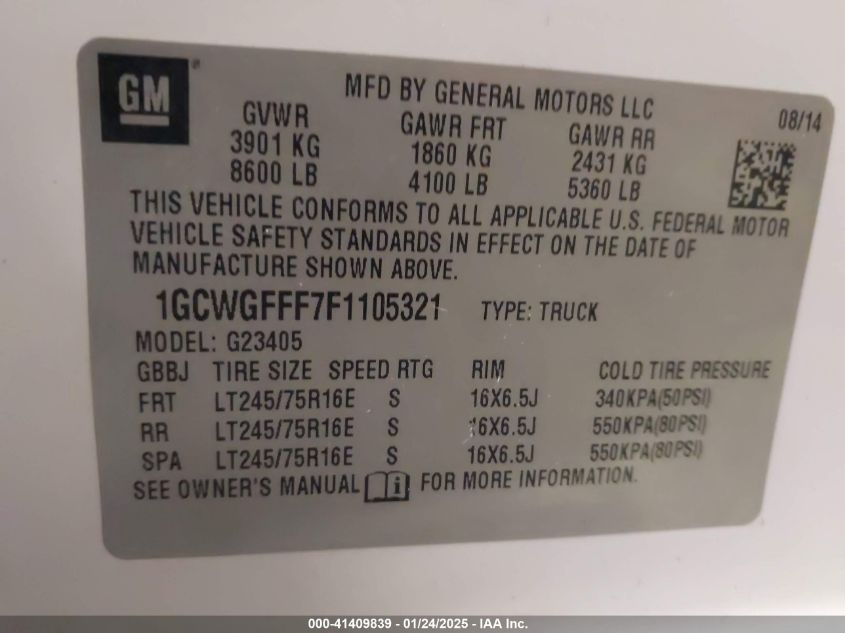 GM®
MFD BY GENERAL MOTORS LLC
08/14
GVWR GAWR FRT GAWR RR
3901 KG 1860 KG 2431 KG
8600 LB 4100 LB 5360 LB
THIS VEHICLE CONFORMS TO ALL APPLICABLE U.S. FEDERAL MOTOR
VEHICLE SAFETY STANDARDS IN EFFECT ON THE DATE OF
MANUFACTURE SHOWN ABOVE.
1GCWGFFF7F1105321 TYPE: TRUCK
MODEL: G23405
GBBJ TIRE SIZE SPEED RTG RIM COLD TIRE PRESSURE
FRT LT245/75R16E S 16X6.5J 340KPA(50PSI)
RR LT245/75R16E S 16X6.5J 550KPA(80PSI)
SPA LT245/75R16E S 16X6.5J 550KPA(80PSI)
SEE OWNER'S MANUAL i FOR MORE INFORMATION.
000-41409839 - 01/24/2025 - IAA Inc.